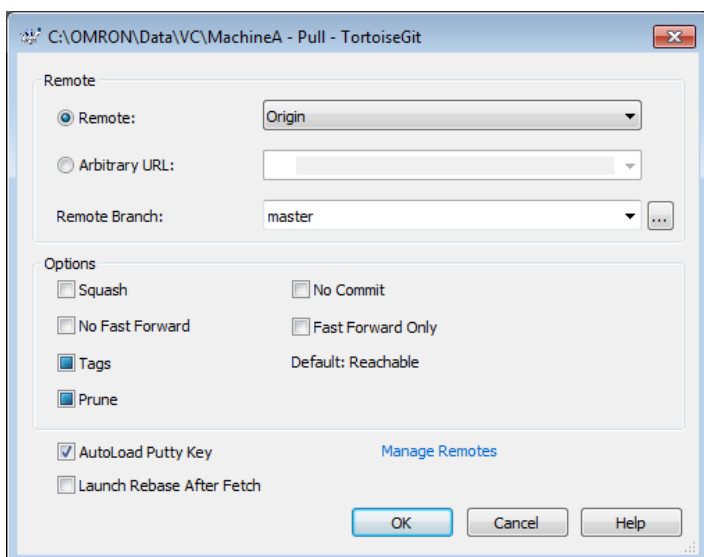 C:\OMRON\Data\VC\MachineA - Pull - TortoiseGit
Remote
Remote:
Origin
Arbitrary URL:
Remote Branch:
master
...
Options
Squash
No Commit
No Fast Forward
Fast Forward Only
Tags
Default: Reachable
Prune
AutoLoad Putty Key
Manage Remotes
Launch Rebase After Fetch
OK
Cancel
Help